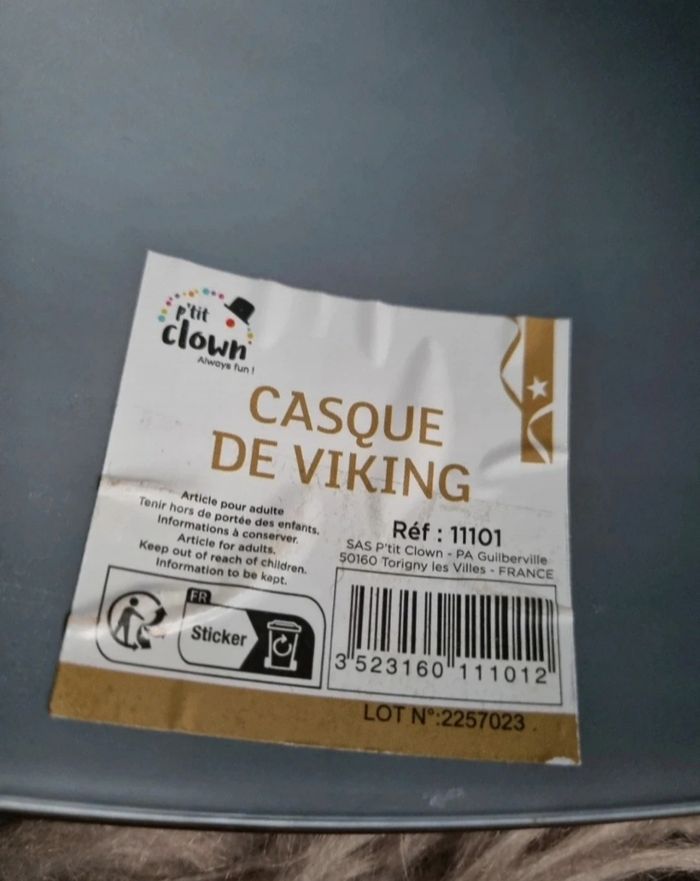 p'tit
clown
Always fun !
CASQUE
DE VIKING
Article pour adulte
Tenir hors de portée des enfants.
Informations à conserver.
Article for adults.
Keep out of reach of children.
Information to be kept.
Réf : 11101
SAS P'tit Clown - PA Guilberville
50160 Torigny les Villes - FRANCE
FR
Sticker
3 523160 111012
LOT N°:2257023